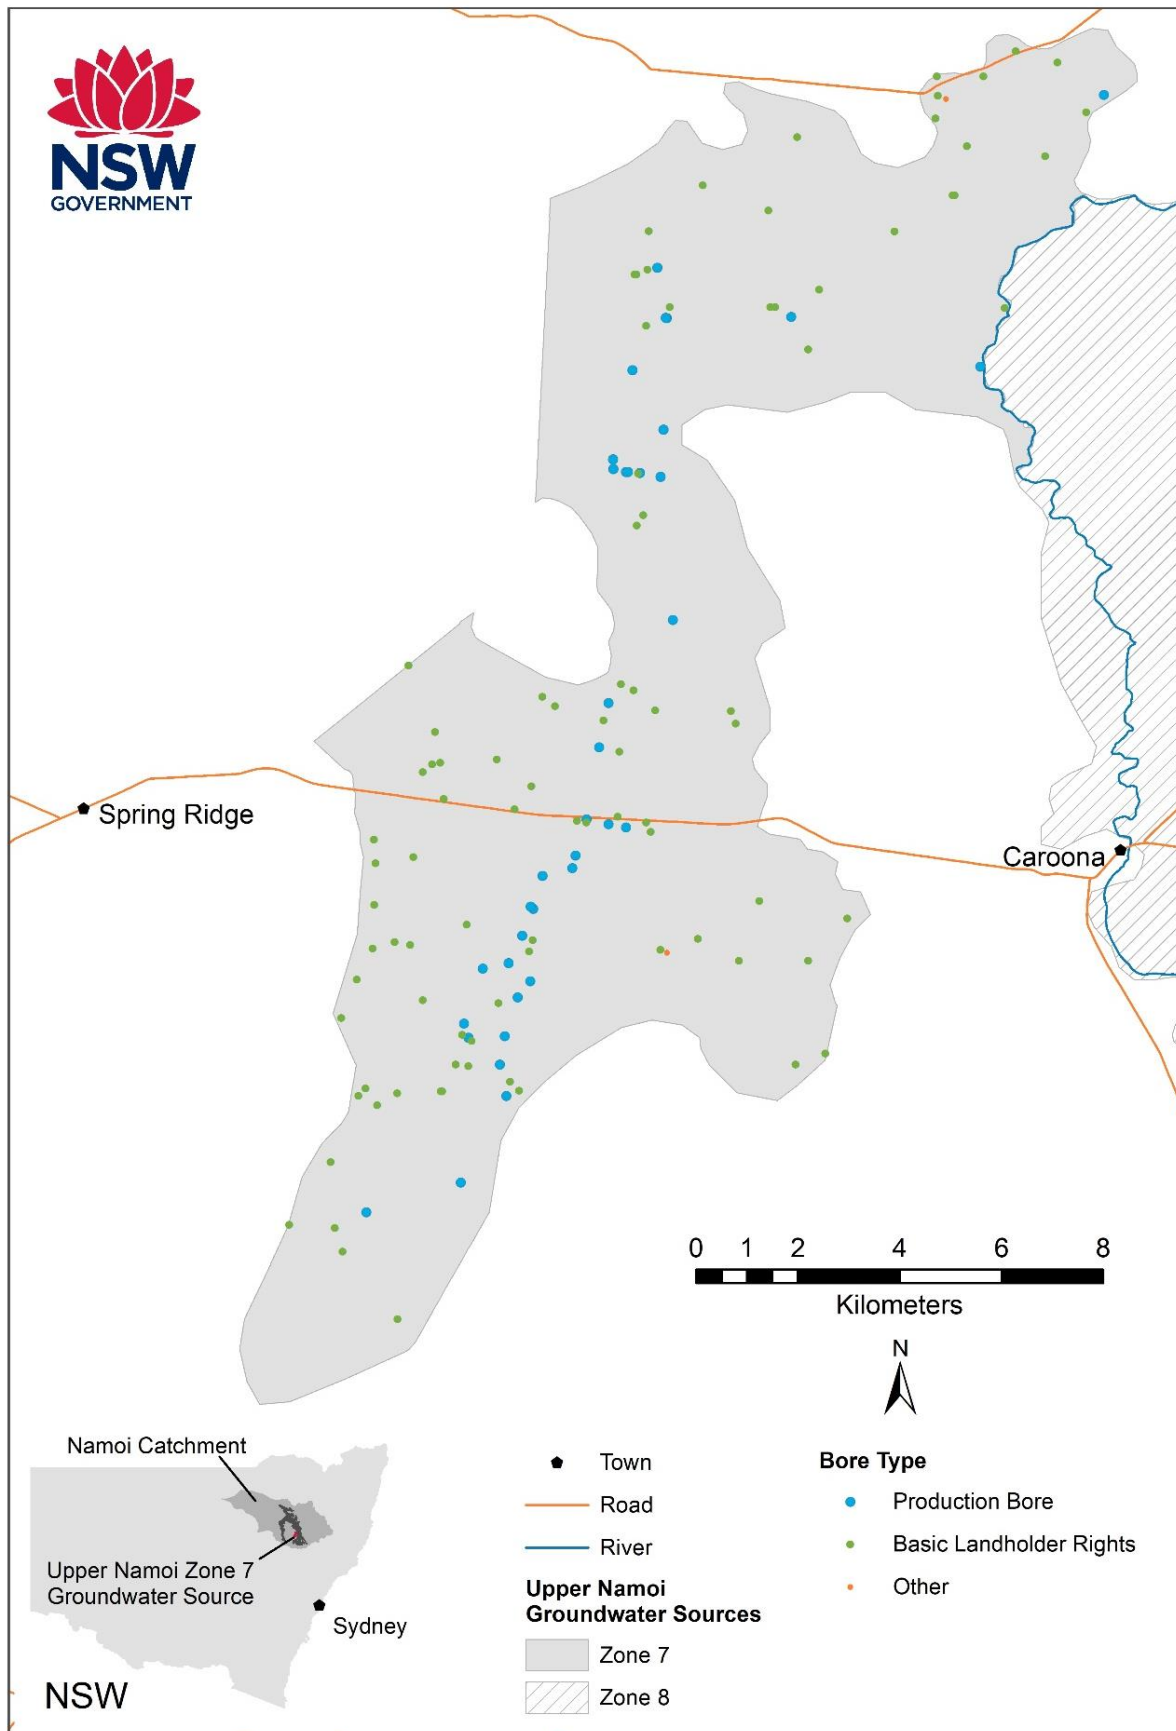 NSW
GOVERNMENT
Spring Ridge
Caroona
0 1 2 4 6 8
Kilometers
N
Namoi Catchment
Upper Namoi Zone 7
Groundwater Source
Sydney
NSW
Town
Road
River
Upper Namoi
Groundwater Sources
Zone 7
Zone 8
Bore Type
Production Bore
Basic Landholder Rights
Other